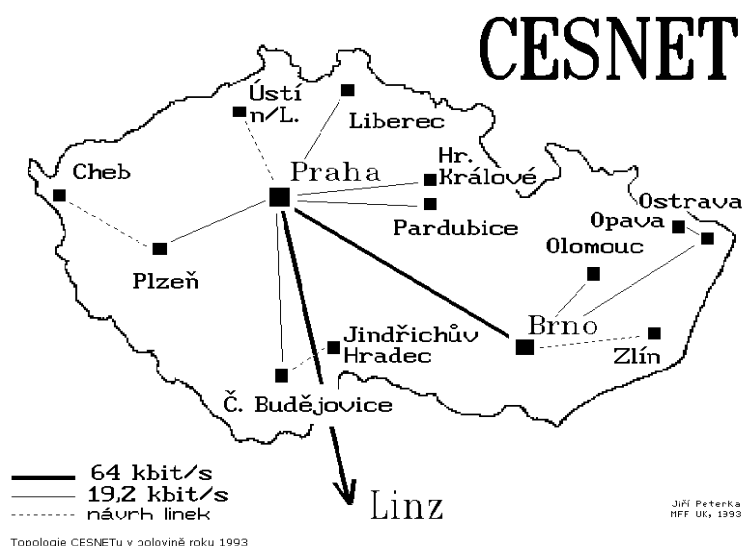 CESNET
Ústí
n/L.
Liberec
Cheb
Praha
Hr.
Králové
Pardubice
Ostrava
Opava
Olomouc
Plzeň
Brno
Zlín
Jindřichův
Hradec
Č. Budějovice
64 kbit/s
19,2 kbit/s
návrh linek
Linz
Jiří Peterka
MFF UK, 1993
Topologie CESNETu v polovině roku 1993